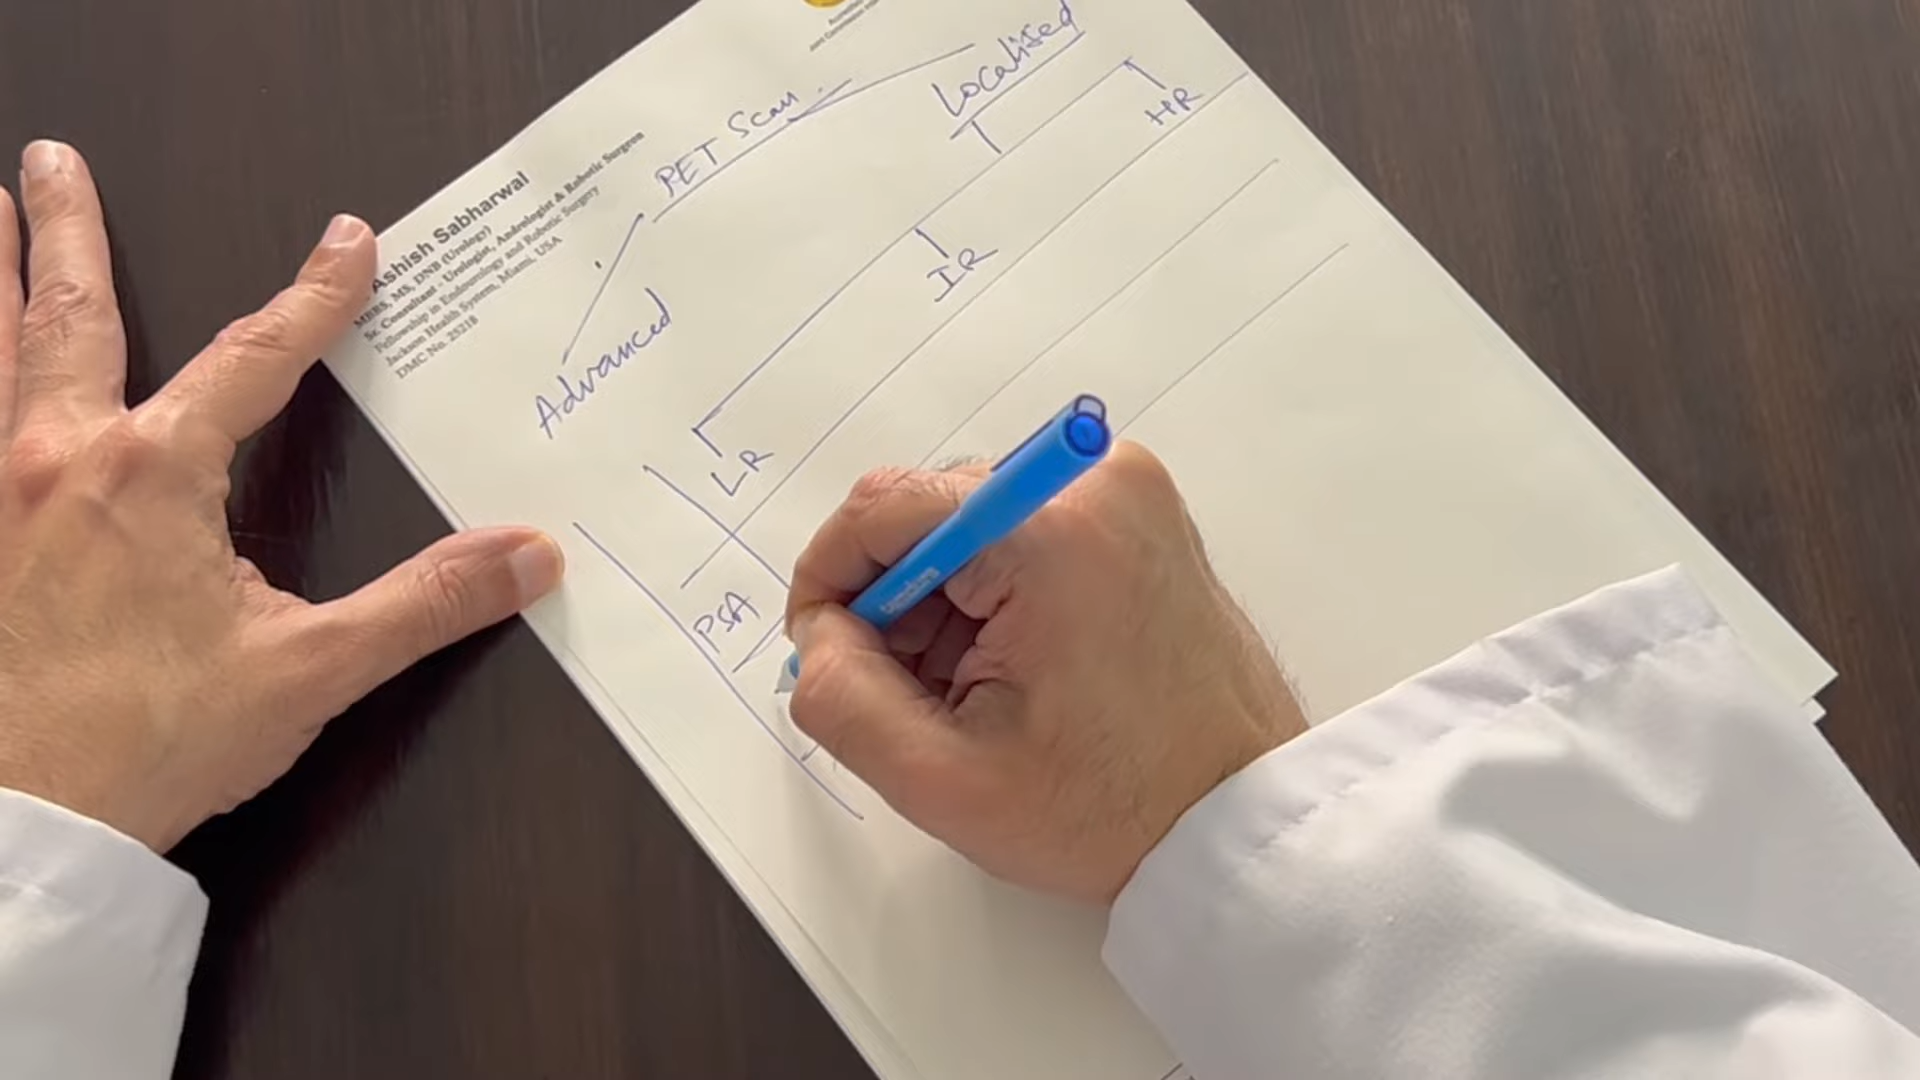 Ashish Sabharwal
MBBS, MS, DNB (Urology)
Sr. Consultant - Urologist, Andrologist & Robotic Surgeon
Fellowship in Endourology and Robotic Surgery
Jackson Health System, Miami, USA
DMC No. 25218
PET Scan
Advanced
Localised
LR
IR
HR
PSA